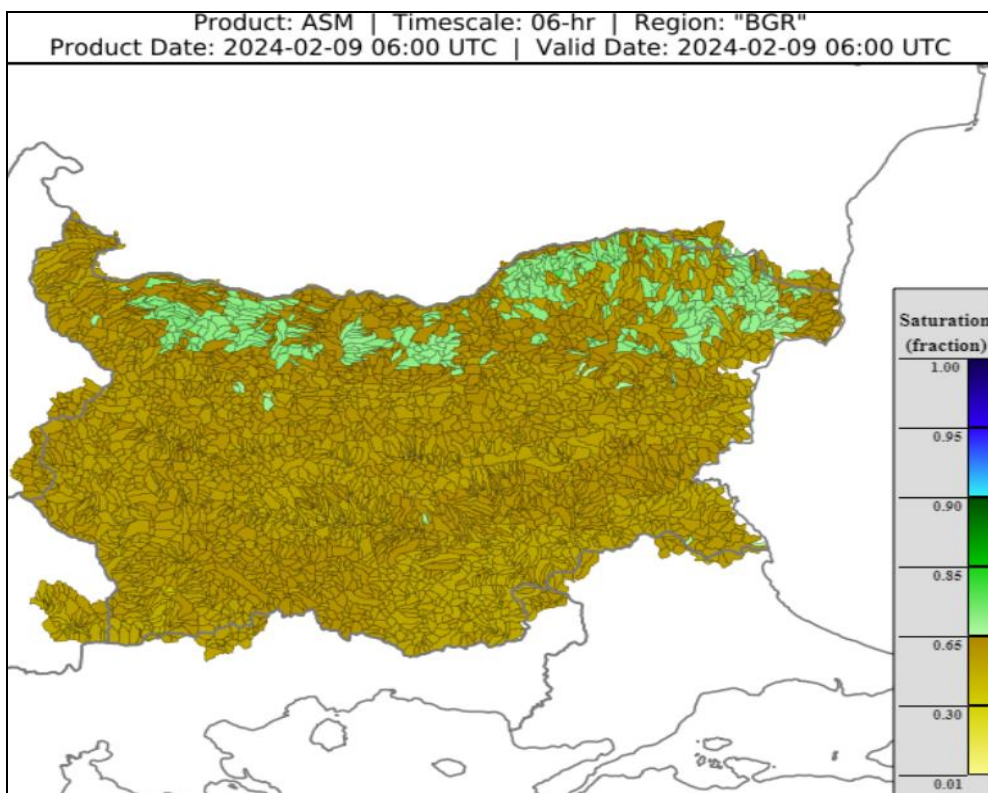 Product: ASM | Timescale: 06-hr | Region: "BGR"
Product Date: 2024-02-09 06:00 UTC | Valid Date: 2024-02-09 06:00 UTC
Saturation
(fraction)
1.00
0.95
0.90
0.85
0.65
0.30
0.01